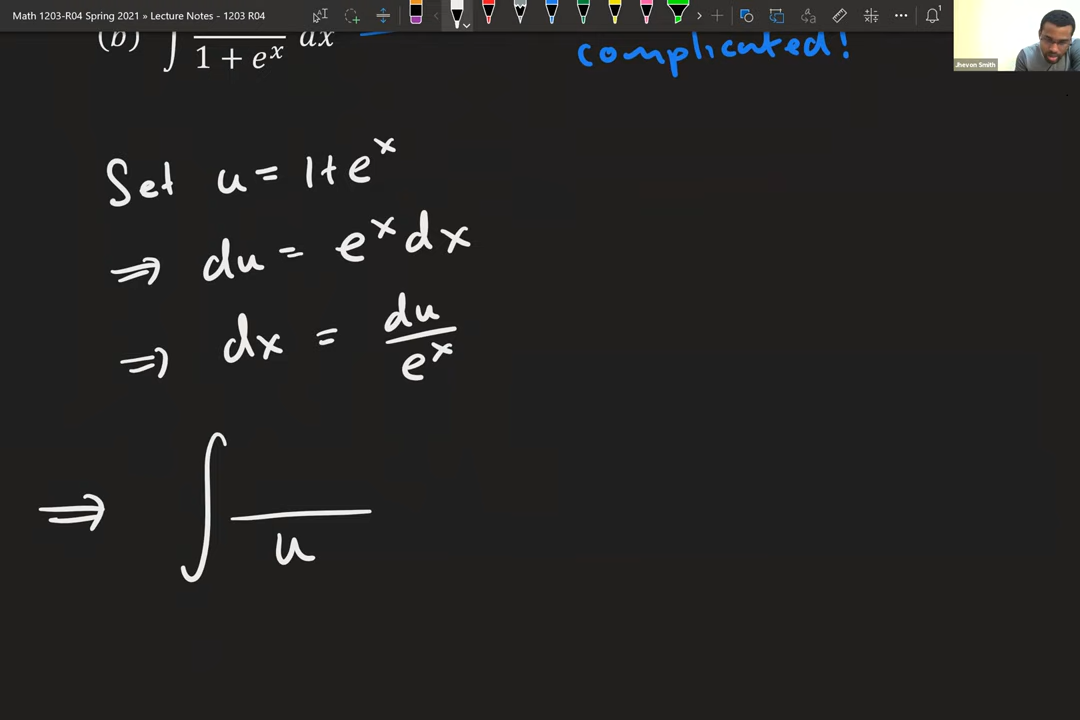 Math 1203-R04 Spring 2021 » Lecture Notes - 1203 R04
(b) ∫ / 1 + e^x dx
complicated!
Jhevon Smith
Set u = 1+e^x
⇒ du = e^x dx
⇒ dx = du/e^x
⇒ ∫ / u